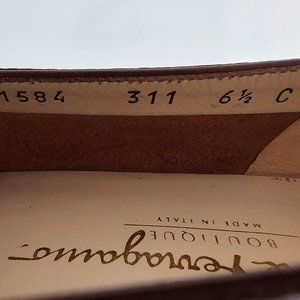 1584 311 6½ C
BOUTIQUE
MADE IN ITALY
Ferragamo